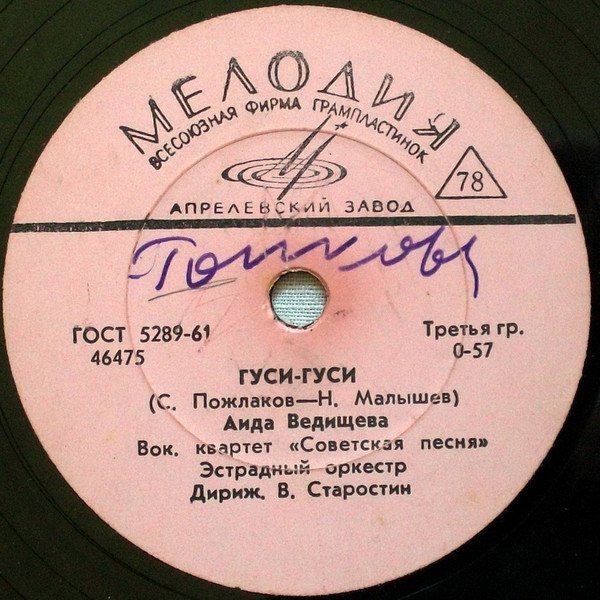 МЕЛОДИЯ
ВСЕСОЮЗНАЯ ФИРМА ГРАМПЛАСТИНОК
78
АПРЕЛЕВСКИЙ ЗАВОД
ГОСТ 5289-61
46475
Третья гр.
0-57
ГУСИ-ГУСИ
(С. Пожлаков—Н. Малышев)
Аида Ведищева
Вок. квартет «Советская песня»
Эстрадный оркестр
Дириж. В. Старостин